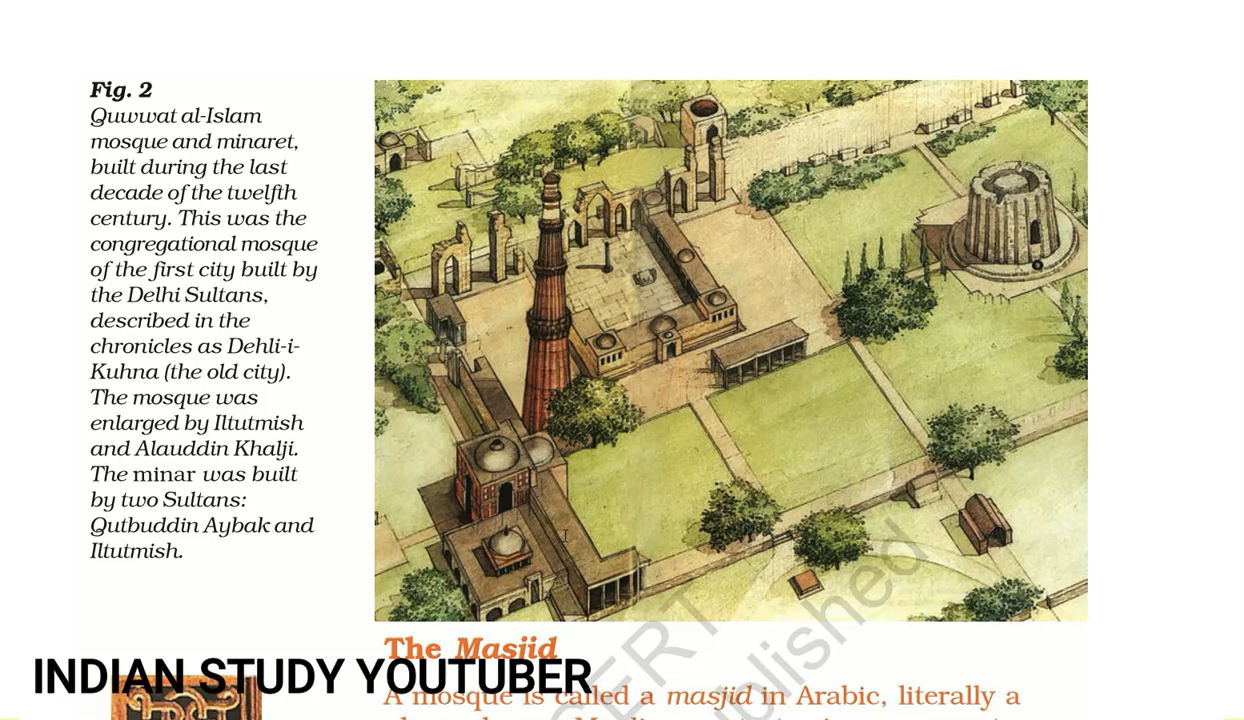 Fig. 2
Quwwat al-Islam
mosque and minaret,
built during the last
decade of the twelfth
century. This was the
congregational mosque
of the first city built by
the Delhi Sultans,
described in the
chronicles as Dehli-i-
Kuhna (the old city).
The mosque was
enlarged by Iltutmish
and Alauddin Khalji.
The minar was built
by two Sultans:
Qutbuddin Aybak and
Iltutmish.
The Masjid
INDIAN STUDY YOUTUBER
A mosque is called a masjid in Arabic, literally a